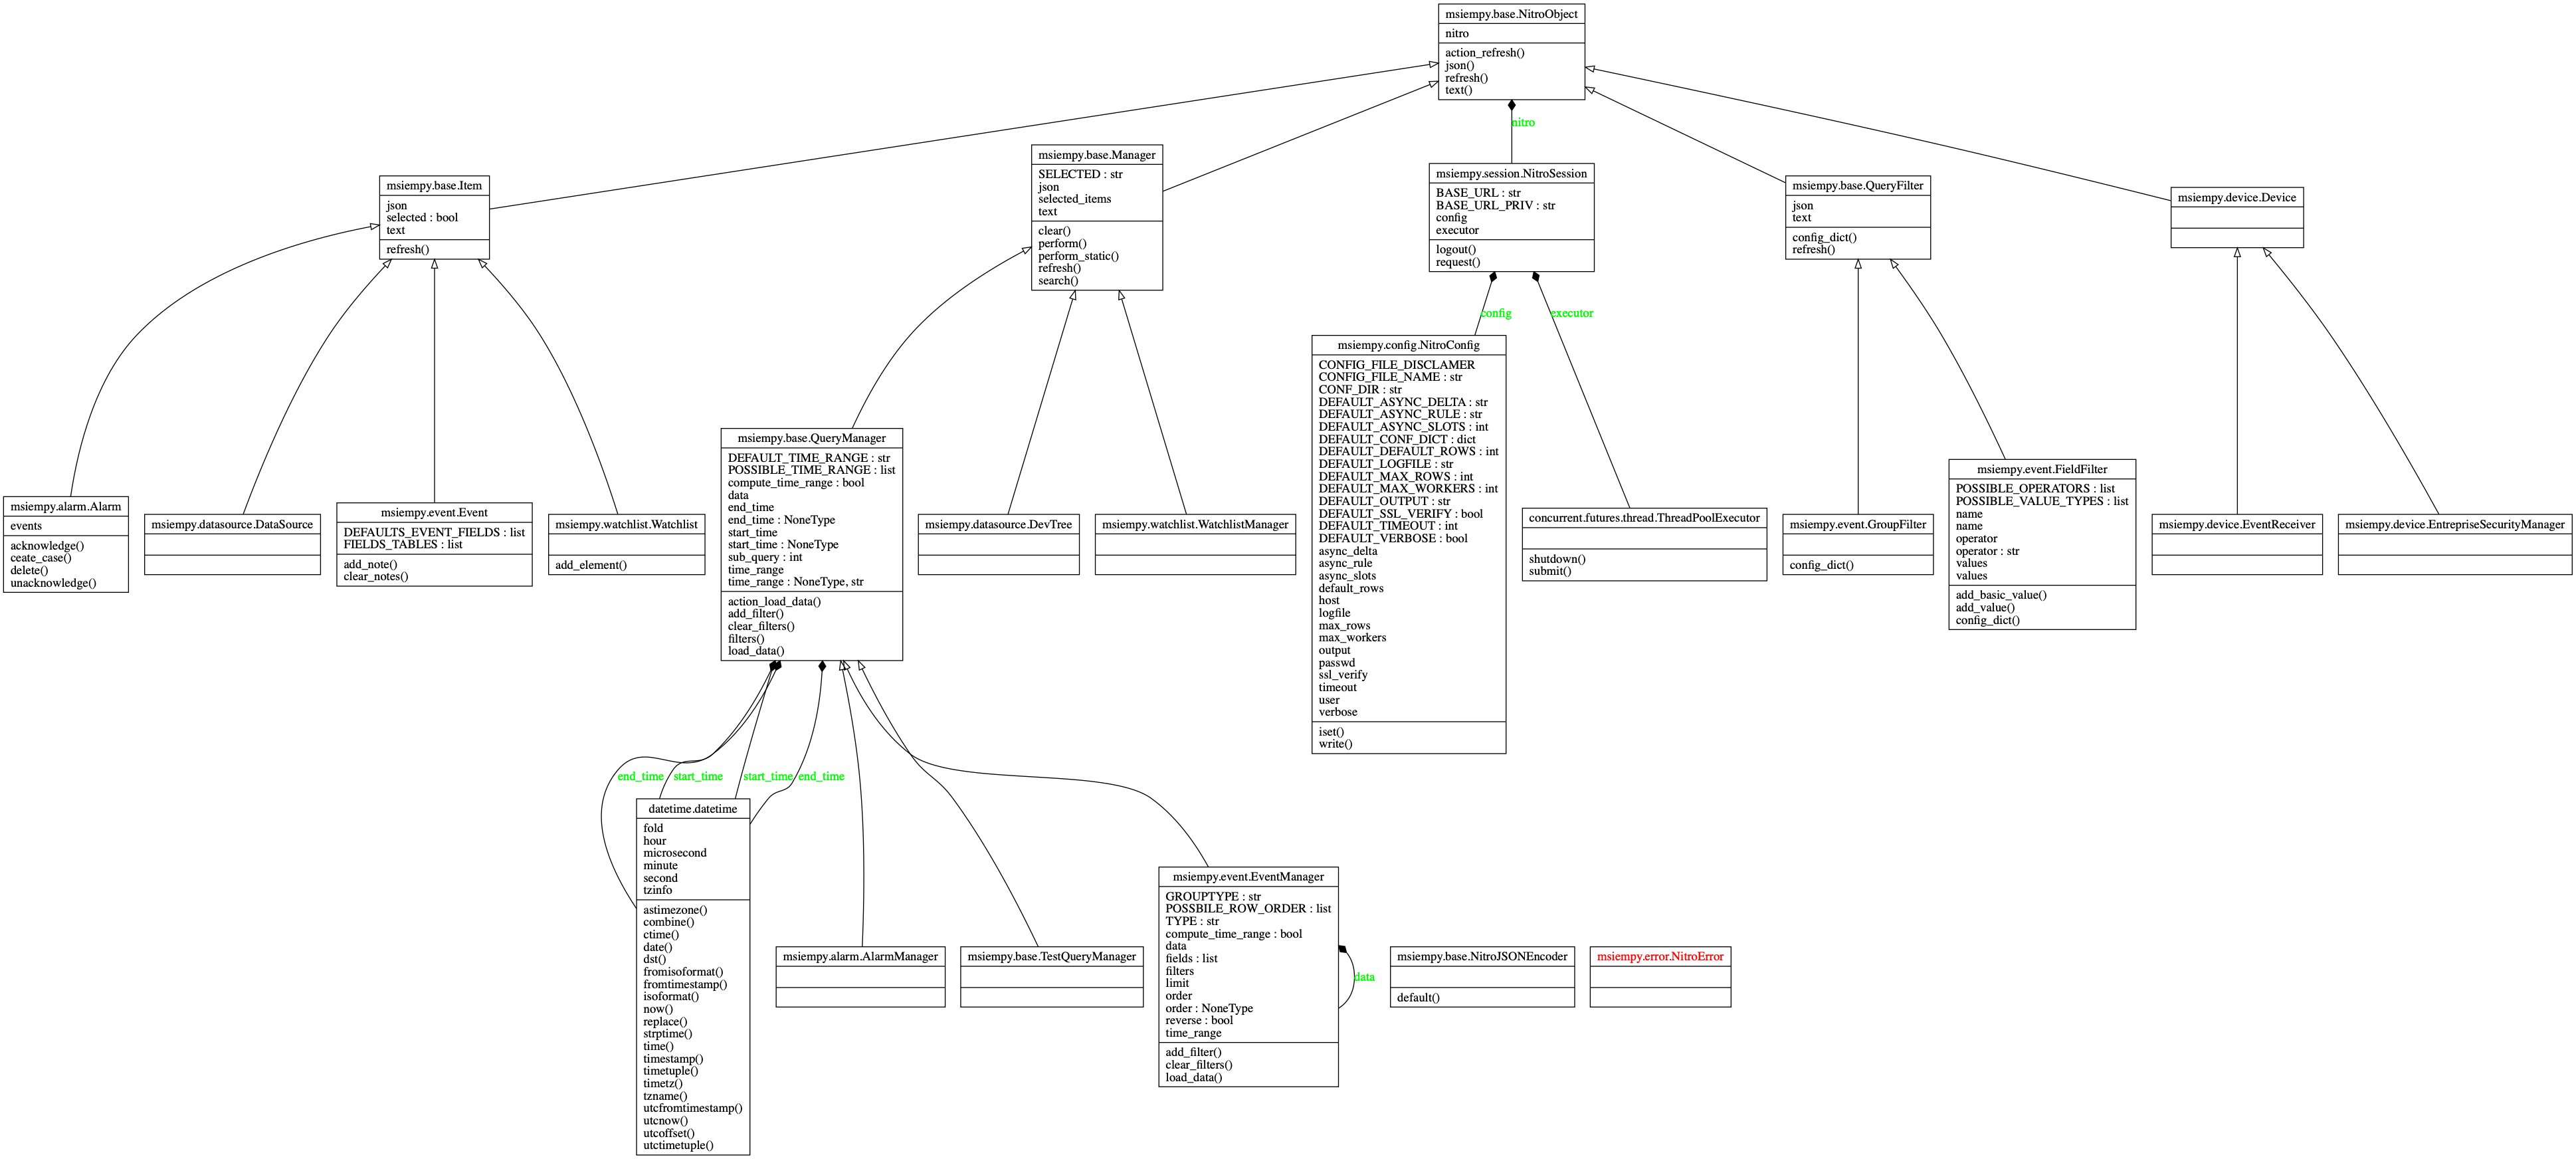 msiempy.base.NitroObject
nitro
action_refresh()
json()
refresh()
text()
nitro
msiempy.base.Item
json
selected : bool
text
refresh()
msiempy.base.Manager
SELECTED : str
json
selected_items
text
clear()
perform()
perform_static()
refresh()
search()
msiempy.session.NitroSession
BASE_URL : str
BASE_URL_PRIV : str
config
executor
logout()
request()
msiempy.base.QueryFilter
json
text
config_dict()
refresh()
msiempy.device.Device
config
executor
msiempy.alarm.Alarm
events
acknowledge()
ceate_case()
delete()
unacknowledge()
msiempy.datasource.DataSource
msiempy.event.Event
DEFAULTS_EVENT_FIELDS : list
FIELDS_TABLES : list
add_note()
clear_notes()
msiempy.watchlist.Watchlist
add_element()
msiempy.base.QueryManager
DEFAULT_TIME_RANGE : str
POSSIBLE_TIME_RANGE : list
compute_time_range : bool
data
end_time
end_time : NoneType
start_time
start_time : NoneType
sub_query : int
time_range
time_range : NoneType, str
action_load_data()
add_filter()
clear_filters()
filters()
load_data()
msiempy.datasource.DevTree
msiempy.watchlist.WatchlistManager
msiempy.config.NitroConfig
CONFIG_FILE_DISCLAMER
CONFIG_FILE_NAME : str
CONF_DIR : str
DEFAULT_ASYNC_DELTA : str
DEFAULT_ASYNC_RULE : str
DEFAULT_ASYNC_SLOTS : int
DEFAULT_CONF_DICT : dict
DEFAULT_DEFAULT_ROWS : int
DEFAULT_LOGFILE : str
DEFAULT_MAX_ROWS : int
DEFAULT_MAX_WORKERS : int
DEFAULT_OUTPUT : str
DEFAULT_SSL_VERIFY : bool
DEFAULT_TIMEOUT : int
DEFAULT_VERBOSE : bool
async_delta
async_rule
async_slots
default_rows
host
logfile
max_rows
max_workers
output
passwd
ssl_verify
timeout
user
verbose
iset()
write()
concurrent.futures.thread.ThreadPoolExecutor
shutdown()
submit()
msiempy.event.GroupFilter
config_dict()
msiempy.event.FieldFilter
POSSIBLE_OPERATORS : list
POSSIBLE_VALUE_TYPES : list
name
name
operator
operator : str
values
values
add_basic_value()
add_value()
config_dict()
msiempy.device.EventReceiver
msiempy.device.EntrepriseSecurityManager
end_time
start_time
start_time
end_time
datetime.datetime
fold
hour
microsecond
minute
second
tzinfo
astimezone()
combine()
ctime()
date()
dst()
fromisoformat()
fromtimestamp()
isoformat()
now()
replace()
strptime()
time()
timestamp()
timetuple()
timetz()
tzname()
utcfromtimestamp()
utcnow()
utcoffset()
utctimetuple()
msiempy.alarm.AlarmManager
msiempy.base.TestQueryManager
msiempy.event.EventManager
GROUPTYPE : str
POSSBILE_ROW_ORDER : list
TYPE : str
compute_time_range : bool
data
fields : list
filters
limit
order
order : NoneType
reverse : bool
time_range
add_filter()
clear_filters()
load_data()
data
msiempy.base.NitroJSONEncoder
default()
msiempy.error.NitroError